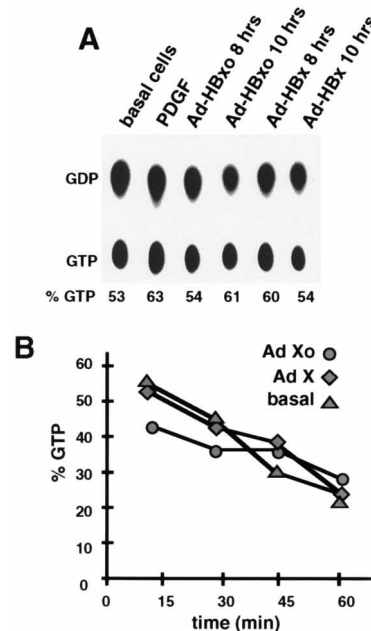 A
basal cells
PDGF
Ad-HBxo 8 hrs
Ad-HBxo 10 hrs
Ad-HBx 8 hrs
Ad-HBx 10 hrs
GDP
GTP
% GTP 53 63 54 61 60 54
B
Ad Xo
Ad X
basal
% GTP
60
50
40
30
20
10
0 15 30 45 60
time (min)